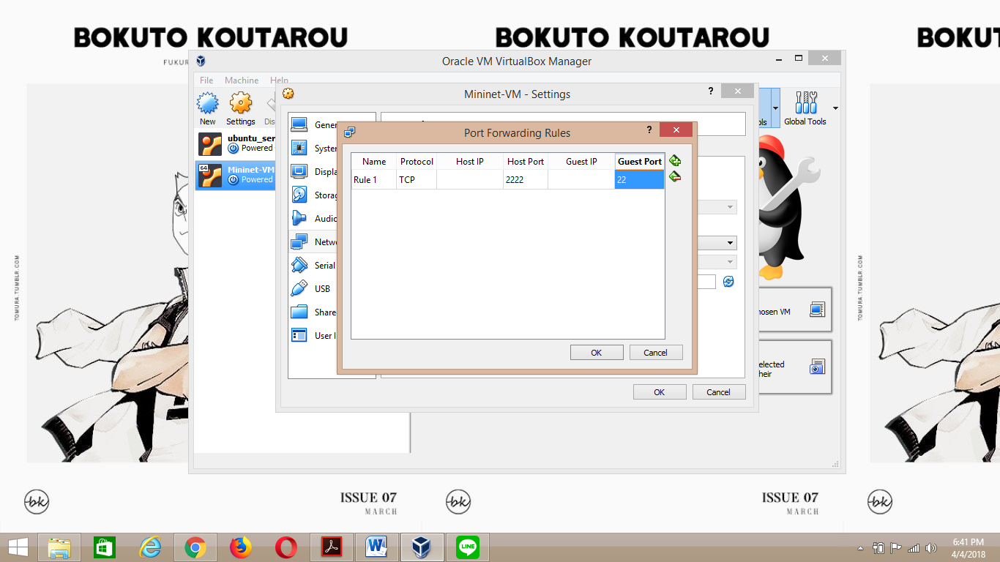 BOKUTO KOUTAROU
BOKUTO KOUTAROU
BOKUTO K
FUKUR
Oracle VM VirtualBox Manager
File Machine Help
New
Settings
Dis
ols
Global Tools
ubuntu_ser
Powered
64
Mininet-VM
Powered
Mininet-VM - Settings
?
Gener
System
Displa
Storag
Audio
Netwo
Serial
USB
Share
User I
Port Forwarding Rules
?
Name Protocol Host IP Host Port Guest IP Guest Port
Rule 1 TCP 2222 22
OK Cancel
OK Cancel
hosen VM
elected
heir
TOMURA.TUMBLR.COM
TOMURA.TUMBLR.COM
bk
ISSUE 07
MARCH
bk
ISSUE 07
MARCH
bk
W
LINE
6:41 PM
4/4/2018